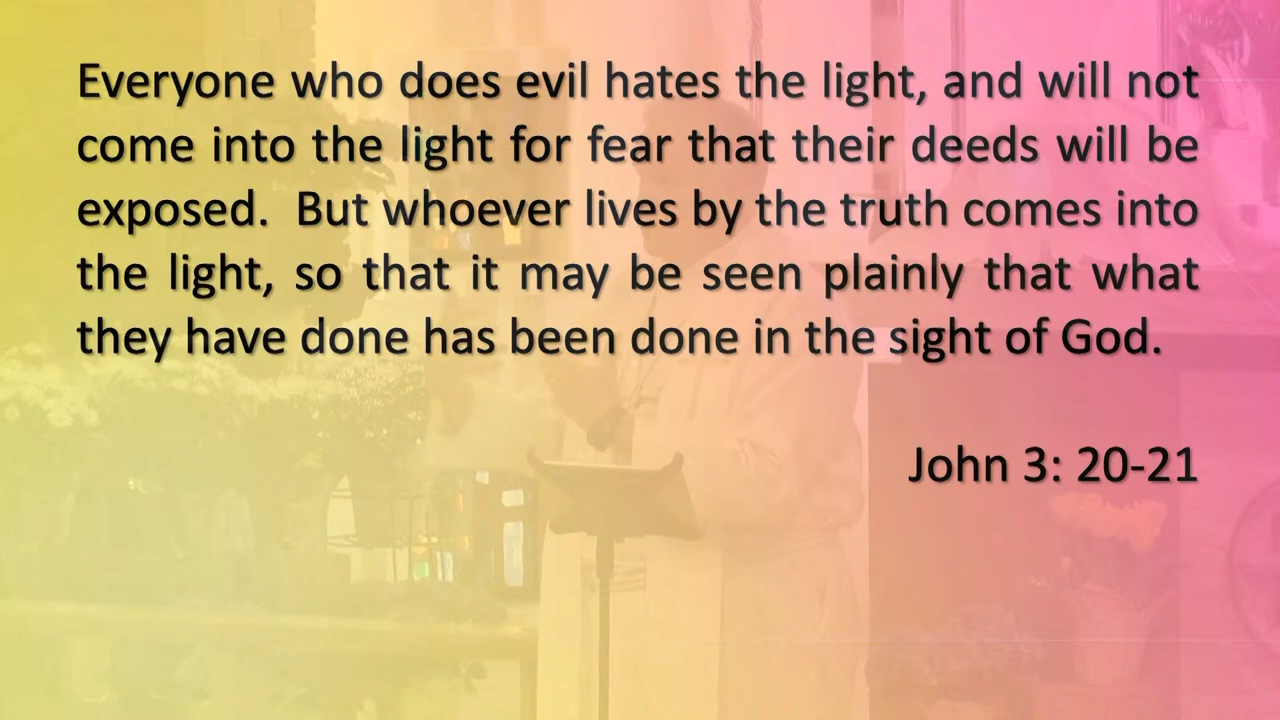 Everyone who does evil hates the light, and will not
come into the light for fear that their deeds will be
exposed.  But whoever lives by the truth comes into
the light, so that it may be seen plainly that what
they have done has been done in the sight of God.
John 3: 20-21